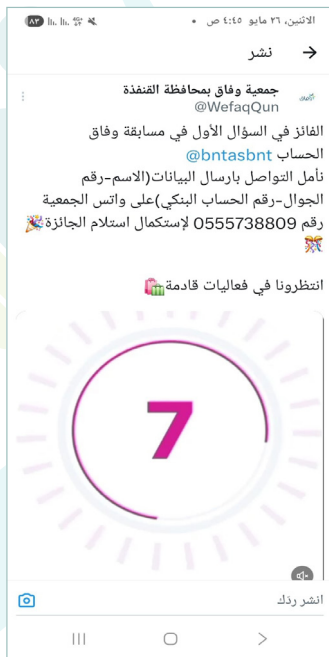 الاثنين، ٢٦ مايو ٤:٤٥ ص
٨٣
نشر
جمعية وفاق بمحافظة القنفذة
@WefaqQun
الفائز في السؤال الأول في مسابقة وفاق
الحساب @bntasbnt
نأمل التواصل بارسال البيانات(الاسم-رقم
الجوال-رقم الحساب البنكي)على واتس الجمعية
رقم 0555738809 لإستكمال استلام الجائزة🎉
🎊
انتظرونا في فعاليات قادمة🛍️
7
انشر ردّك